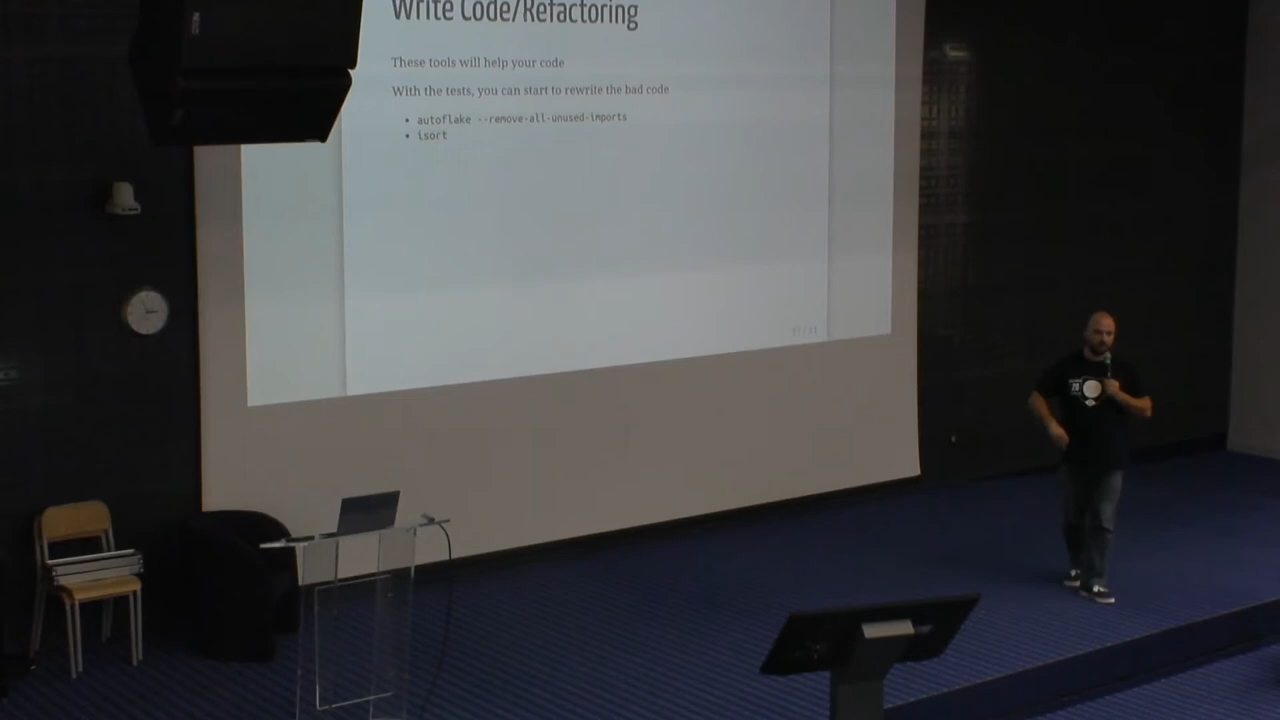 Write Code/Refactoring
These tools will help your code
With the tests, you can start to rewrite the bad code
• autoflake --remove-all-unused-imports
• isort